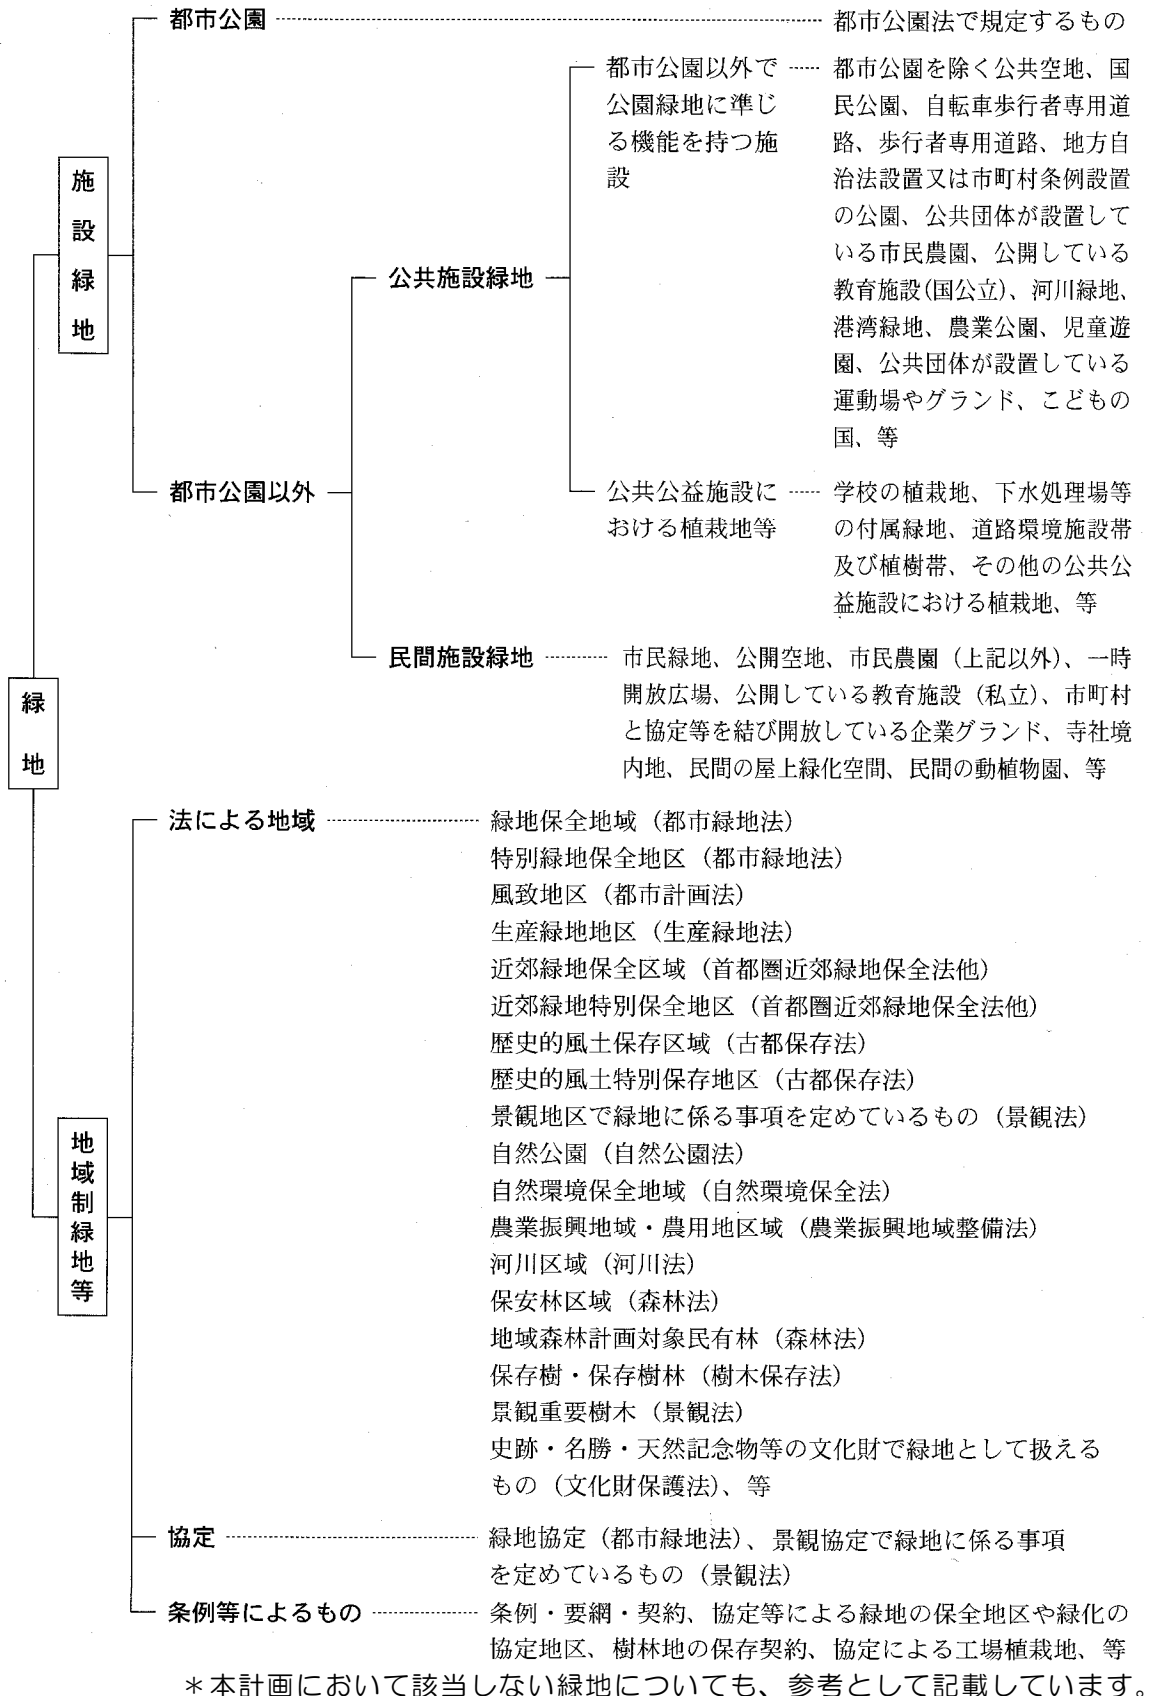 都市公園 都市公園法で規定するもの
都市公園以外で
公園緑地に準じ
る機能を持つ施
設
都市公園を除く公共空地、国
民公園、自転車歩行者専用道
路、歩行者専用道路、地方自
治法設置又は市町村条例設置
の公園、公共団体が設置して
いる市民農園、公開している
教育施設(国公立)、河川緑地、
港湾緑地、農業公園、児童遊
園、公共団体が設置している
運動場やグランド、こどもの
国、等
施設緑地
公共施設緑地
都市公園以外
公共公益施設に
おける植栽地等
学校の植栽地、下水処理場等
の付属緑地、道路環境施設帯
及び植樹帯、その他の公共公
益施設における植栽地、等
民間施設緑地
市民緑地、公開空地、市民農園（上記以外）、一時
開放広場、公開している教育施設（私立）、市町村
と協定等を結び開放している企業グランド、寺社境
内地、民間の屋上緑化空間、民間の動植物園、等
緑地
法による地域
緑地保全地域（都市緑地法）
特別緑地保全地区（都市緑地法）
風致地区（都市計画法）
生産緑地地区（生産緑地法）
近郊緑地保全区域（首都圏近郊緑地保全法他）
近郊緑地特別保全地区（首都圏近郊緑地保全法他）
歴史的風土保存区域（古都保存法）
歴史的風土特別保存地区（古都保存法）
景観地区で緑地に係る事項を定めているもの（景観法）
自然公園（自然公園法）
自然環境保全地域（自然環境保全法）
農業振興地域・農用地区域（農業振興地域整備法）
河川区域（河川法）
保安林区域（森林法）
地域森林計画対象民有林（森林法）
保存樹・保存樹林（樹木保存法）
景観重要樹木（景観法）
史跡・名勝・天然記念物等の文化財で緑地として扱える
もの（文化財保護法）、等
地域制緑地等
協定
緑地協定（都市緑地法）、景観協定で緑地に係る事項
を定めているもの（景観法）
条例等によるもの
条例・要綱・契約、協定等による緑地の保全地区や緑化の
協定地区、樹林地の保存契約、協定による工場植栽地、等
＊本計画において該当しない緑地についても、参考として記載しています。